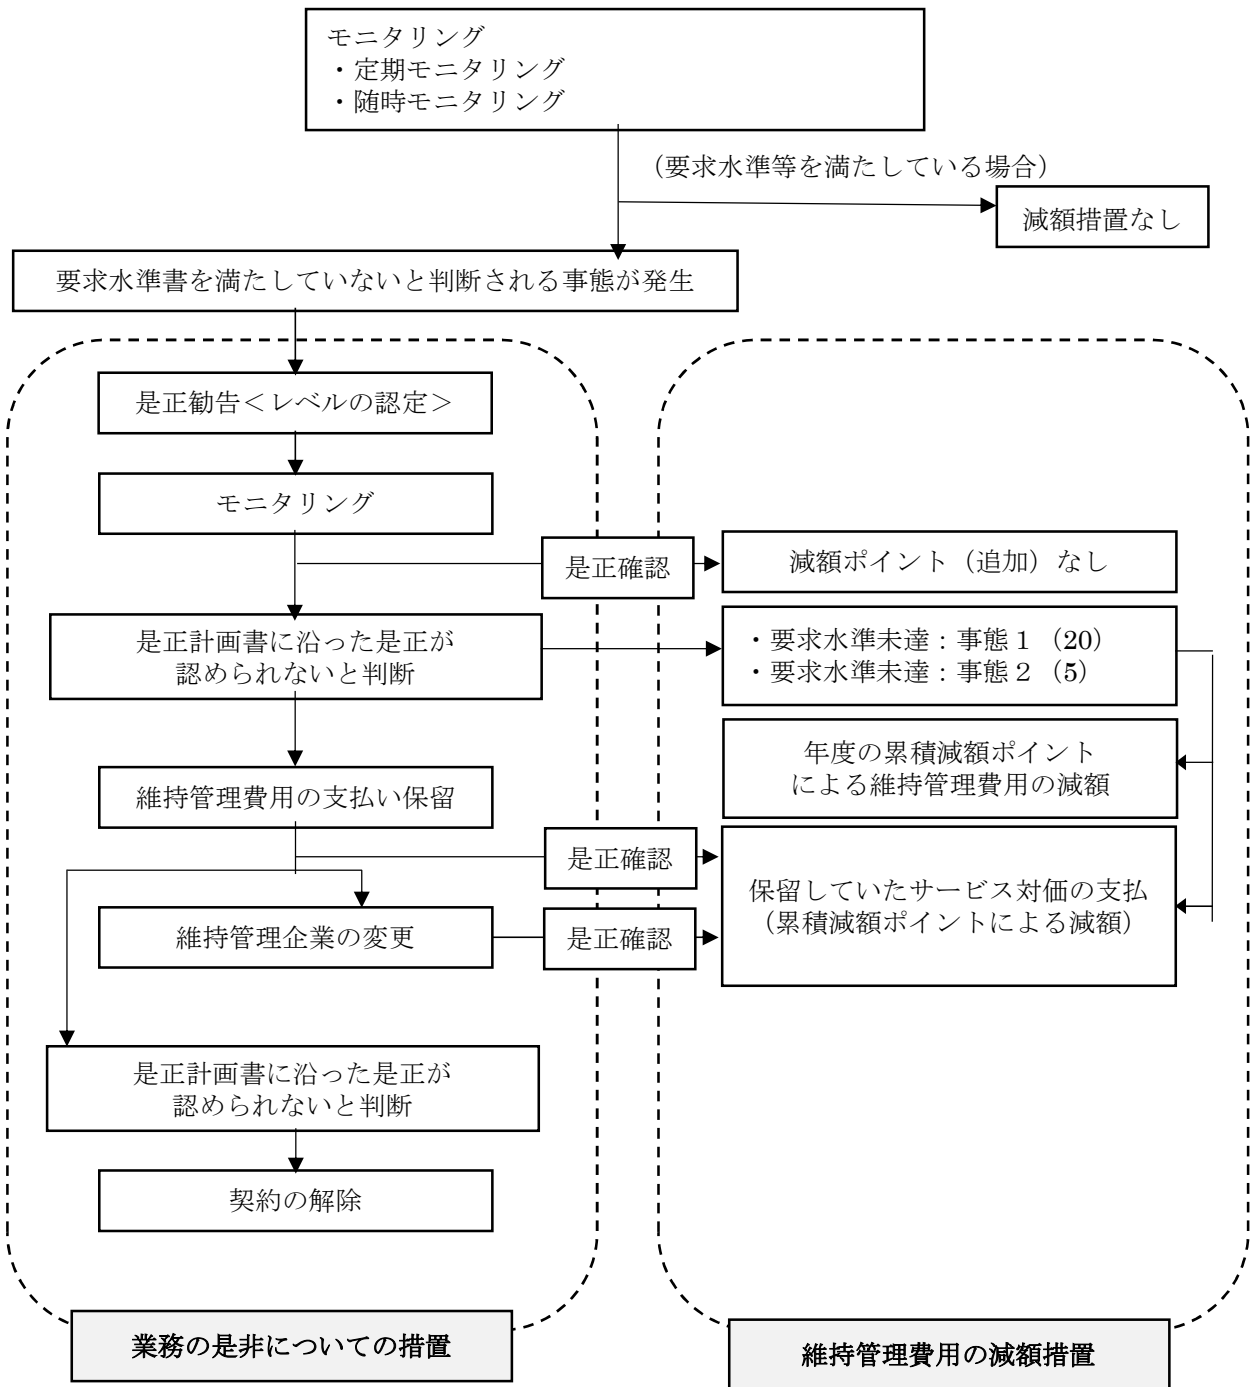 モニタリング
・定期モニタリング
・随時モニタリング
（要求水準等を満たしている場合）
減額措置なし
要求水準書を満たしていないと判断される事態が発生
是正勧告＜レベルの認定＞
モニタリング
是正確認
減額ポイント（追加）なし
是正計画書に沿った是正が
認められないと判断
・要求水準未達：事態１（20）
・要求水準未達：事態２（5）
年度の累積減額ポイント
による維持管理費用の減額
維持管理費用の支払い保留
是正確認
保留していたサービス対価の支払
（累積減額ポイントによる減額）
維持管理企業の変更
是正確認
是正計画書に沿った是正が
認められないと判断
契約の解除
業務の是非についての措置
維持管理費用の減額措置